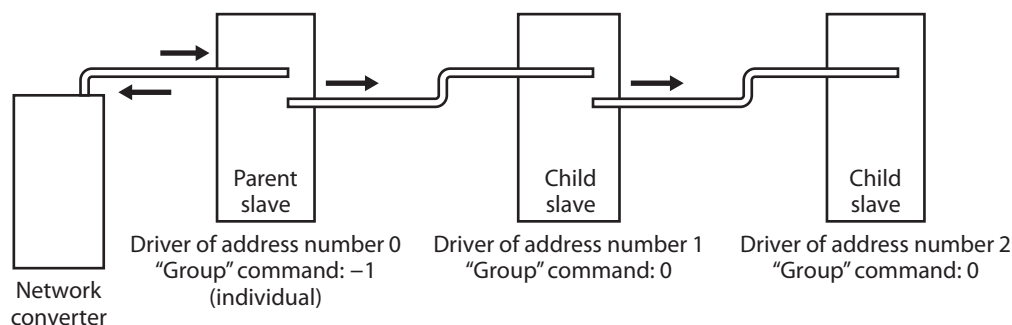 Parent
slave
Child
slave
Child
slave
Driver of address number 0
“Group” command: −1
(individual)
Driver of address number 1
“Group” command: 0
Driver of address number 2
“Group” command: 0
Network
converter